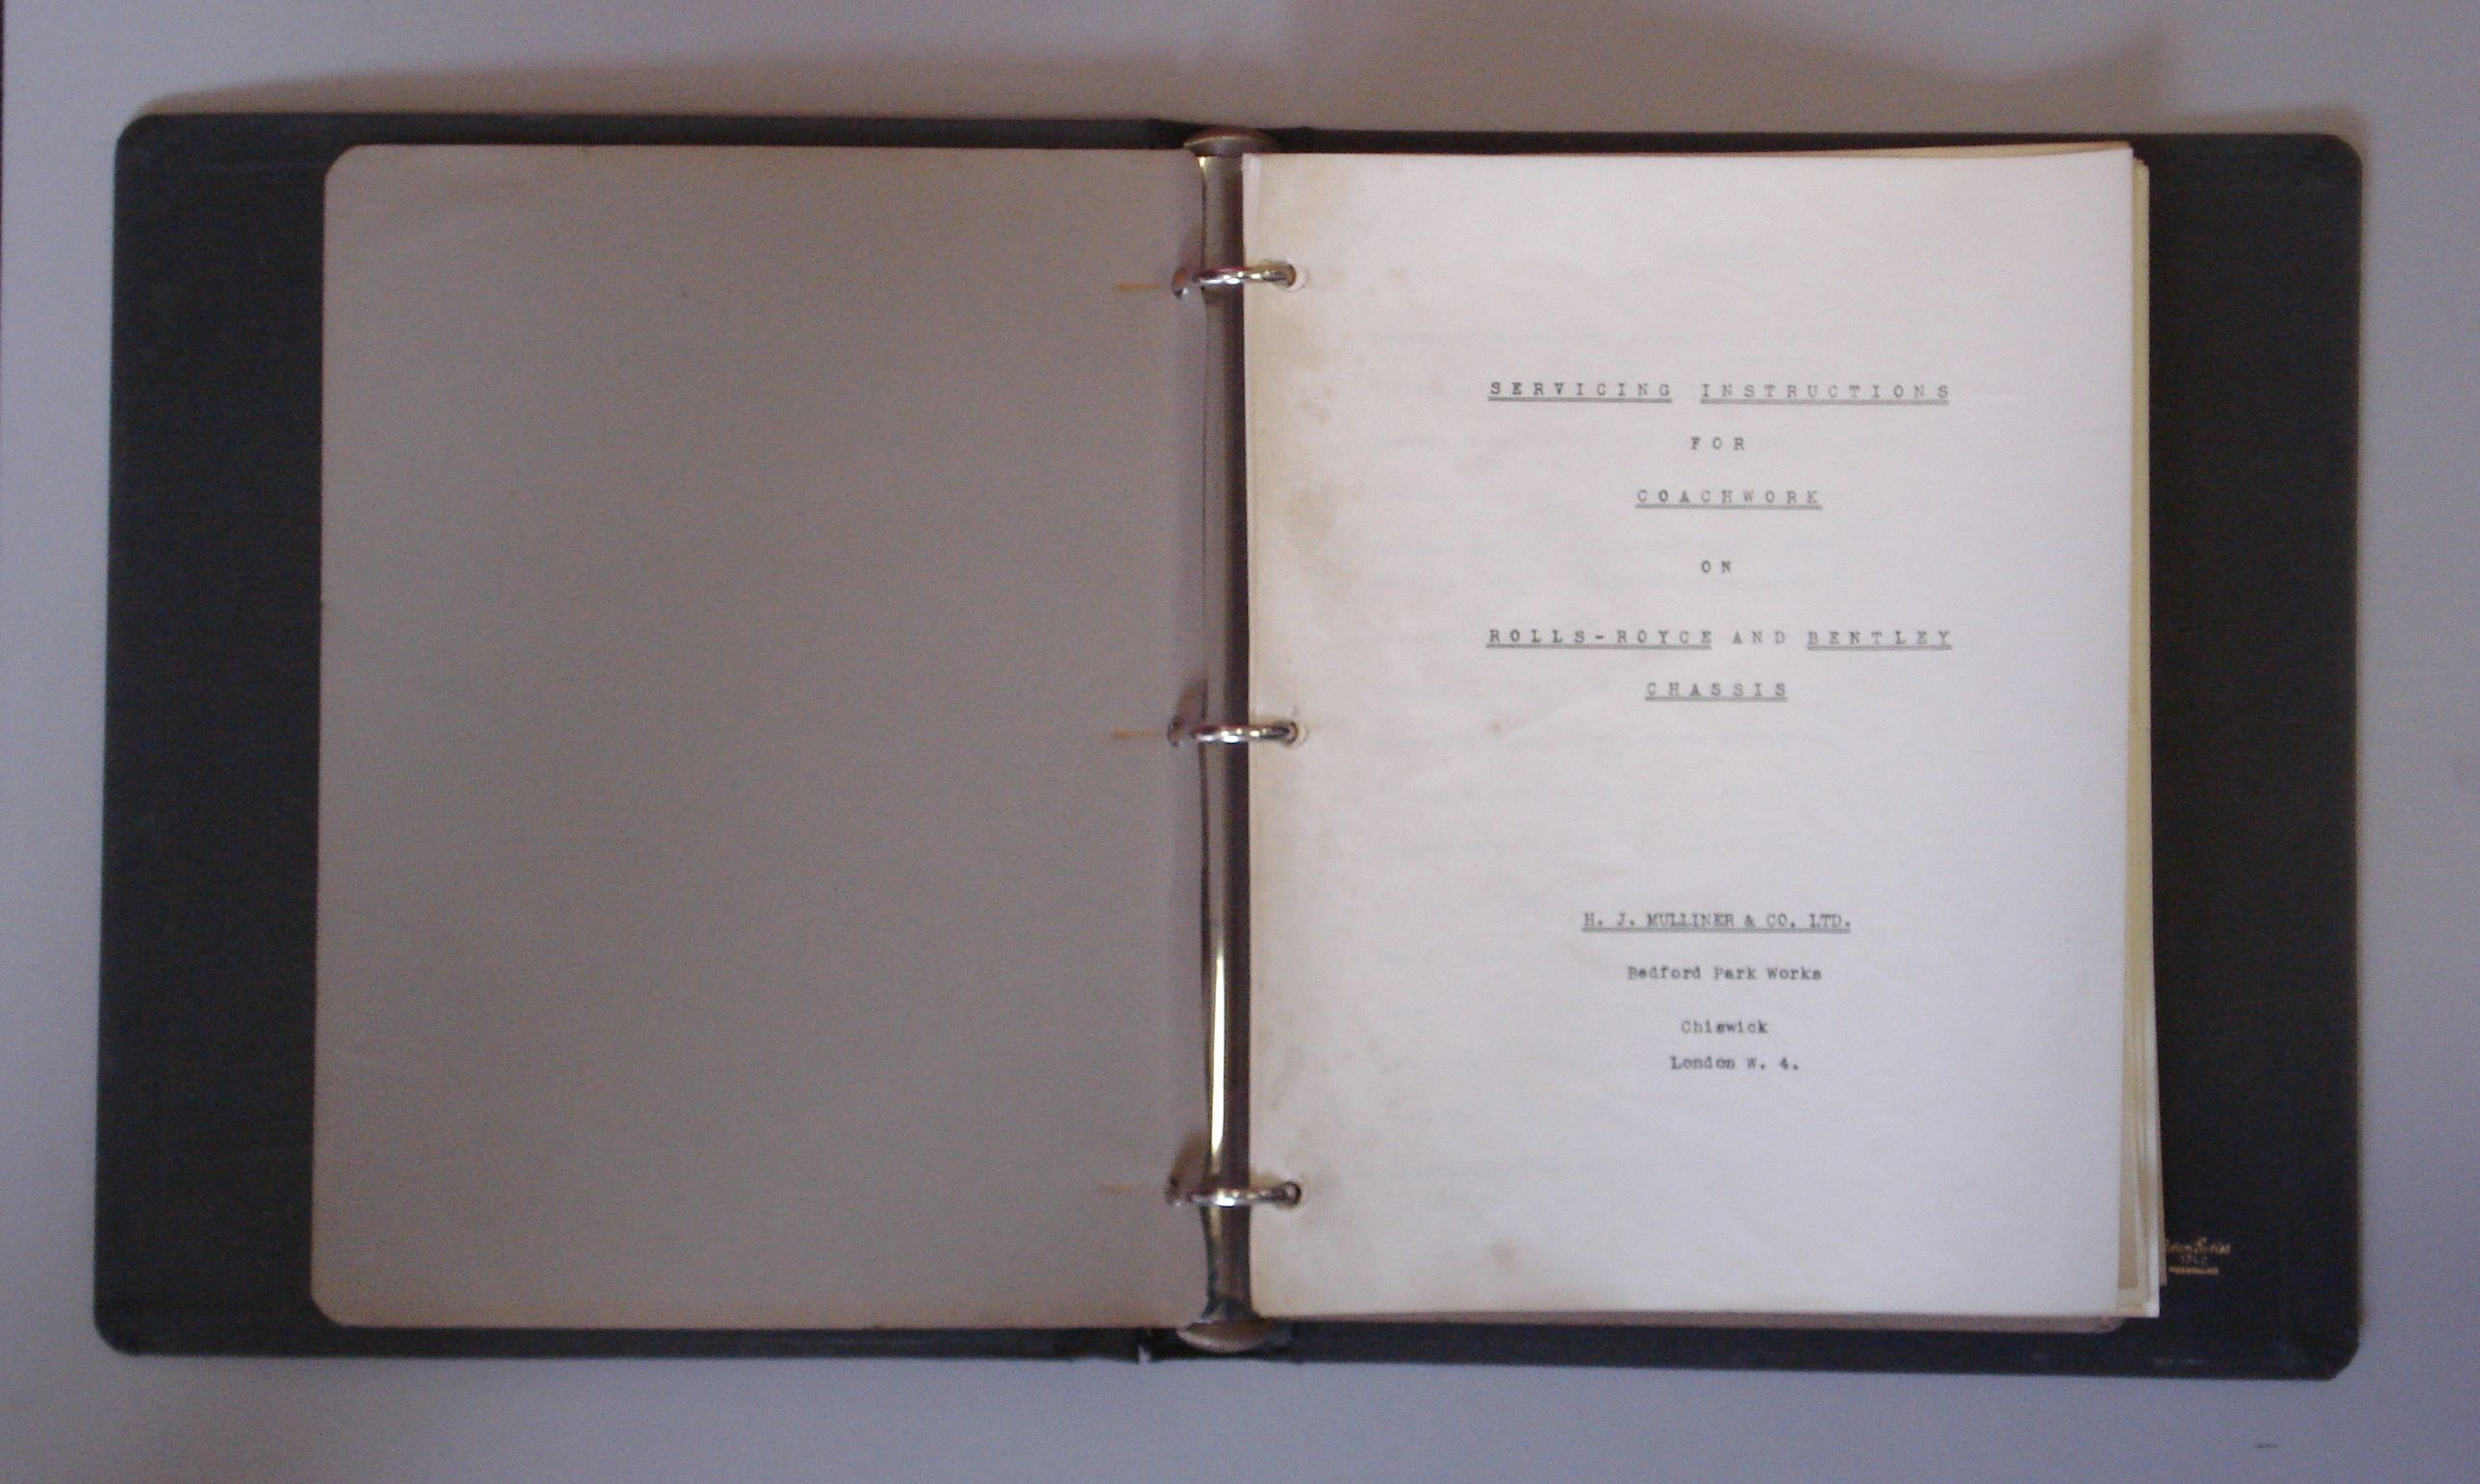 SERVICING INSTRUCTIONS
FOR
COACHWORK
ON
ROLLS-ROYCE AND BENTLEY
CHASSIS
H. J. MULLINER & CO. LTD.
Bedford Park Works
Chiswick
London W. 4.